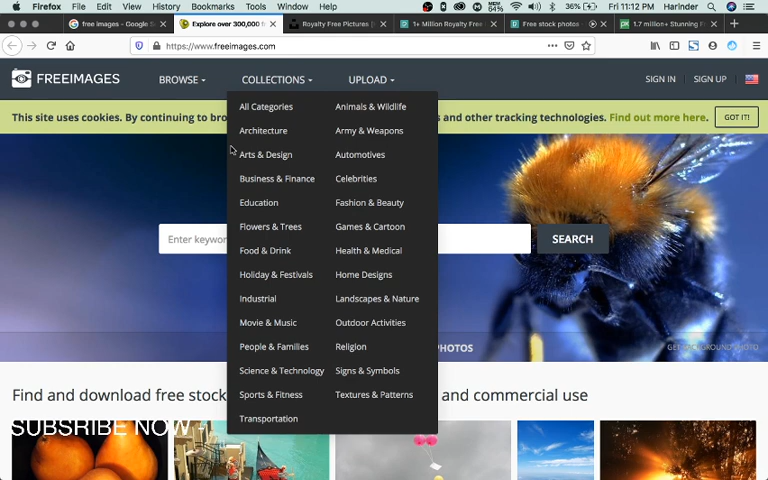 Firefox File Edit View History Bookmarks Tools Window Help MEM 64% 36% Fri 11:12 PM Harinder
free images - Google S Explore over 300,000 f Royalty Free Pictures | 1+ Million Royalty Free Free stock photos · 1.7 million+ Stunning F
https://www.freeimages.com
FREEIMAGES BROWSE COLLECTIONS UPLOAD SIGN IN SIGN UP
This site uses cookies. By continuing to bro and other tracking technologies. Find out more here. GOT IT!
All Categories Animals & Wildlife
Architecture Army & Weapons
Arts & Design Automotives
Business & Finance Celebrities
Education Fashion & Beauty
Flowers & Trees Games & Cartoon
Enter keywor SEARCH
Food & Drink Health & Medical
Holiday & Festivals Home Designs
Industrial Landscapes & Nature
Movie & Music Outdoor Activities
People & Families Religion
PHOTOS
Science & Technology Signs & Symbols
Sports & Fitness Textures & Patterns
Transportation
Find and download free stock and commercial use
SUBSRIBE NOW -